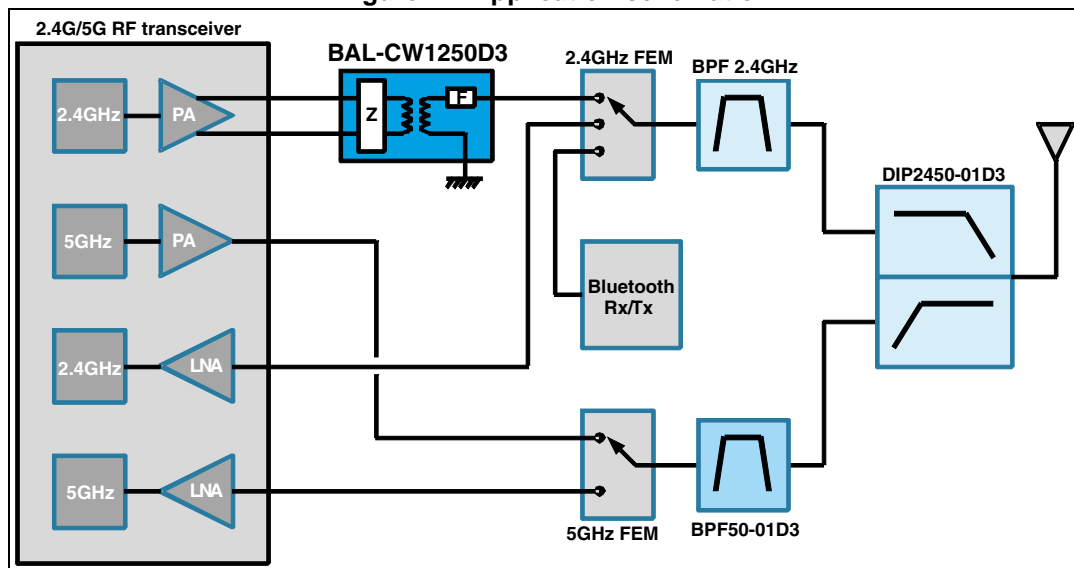 2.4G/5G RF transceiver
BAL-CW1250D3
2.4GHz FEM
BPF 2.4GHz
2.4GHz
PA
Z
F
DIP2450-01D3
5GHz
PA
Bluetooth
Rx/Tx
2.4GHz
LNA
5GHz
LNA
5GHz FEM
BPF50-01D3